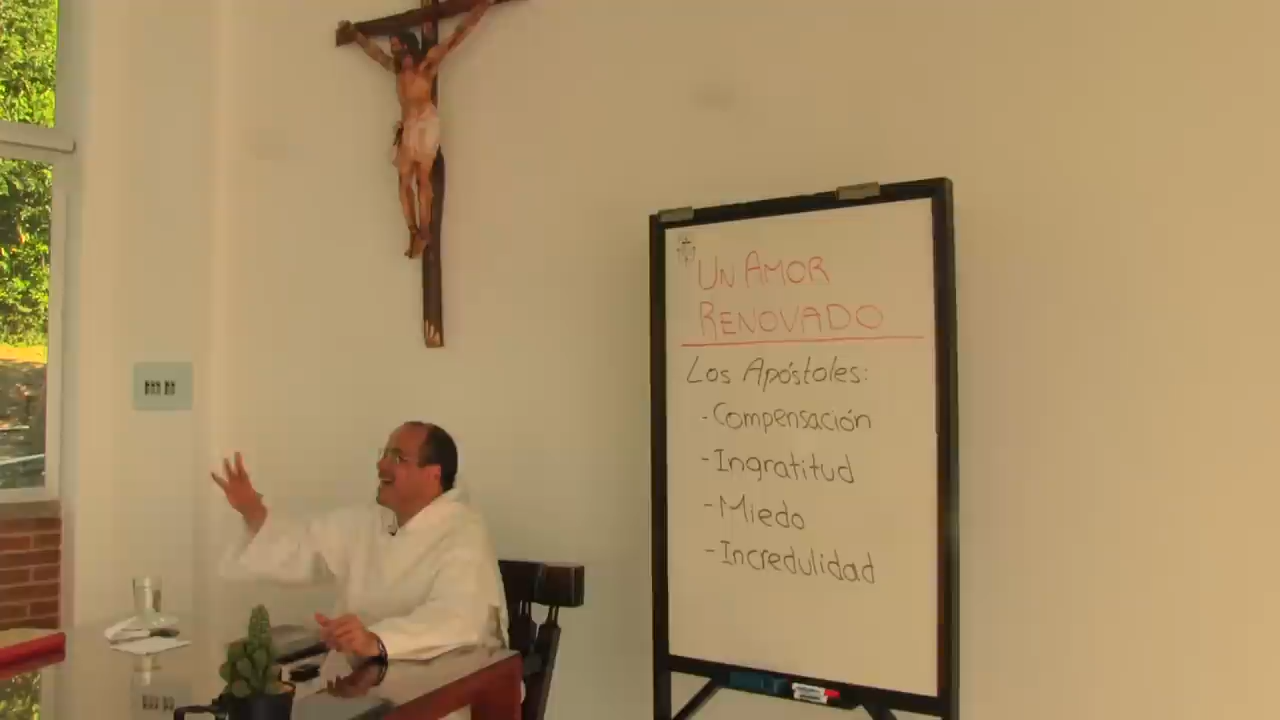 UN AMOR
RENOVADO
Los Apóstoles:
-Compensación
-Ingratitud
-Miedo
-Incredulidad